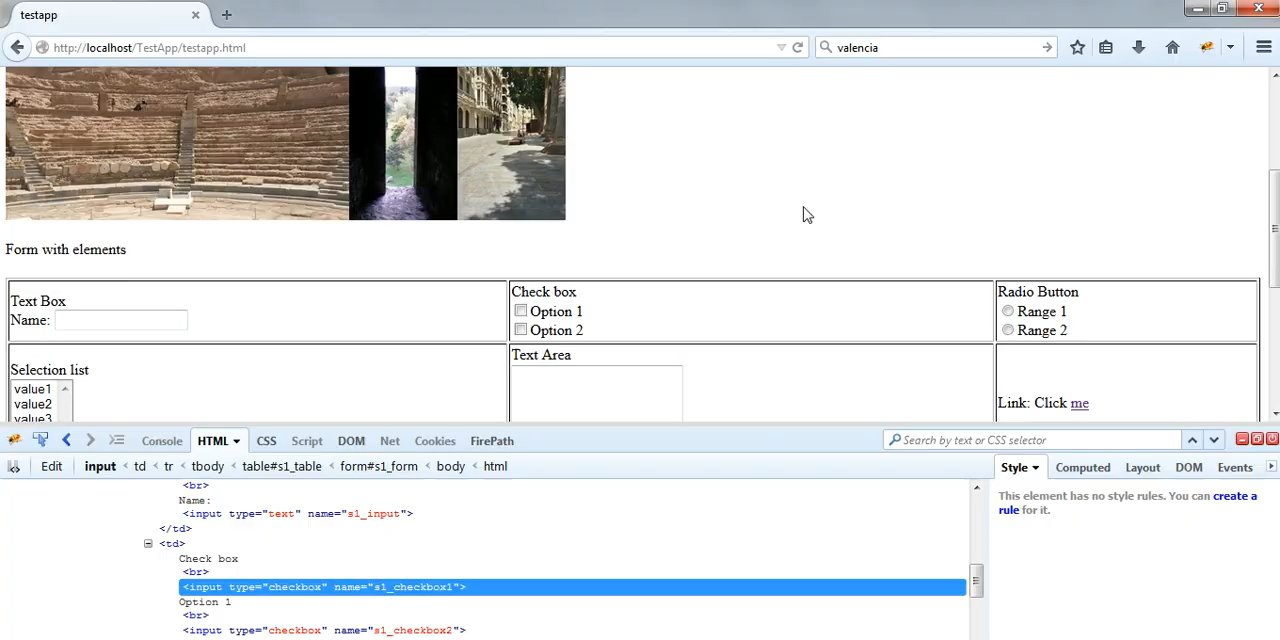 testapp
http://localhost/TestApp/testapp.html
valencia
Form with elements
Text Box
Name:
Check box
Option 1
Option 2
Radio Button
Range 1
Range 2
Selection list
value1
value2
value3
Text Area
Link: Click me
Console HTML CSS Script DOM Net Cookies FirePath
Search by text or CSS selector
Edit input < td < tr < tbody < table#s1_table < form#s1_form < body < html
Style Computed Layout DOM Events
<br>
Name:
<input type="text" name="s1_input">
</td>
<td>
Check box
<br>
<input type="checkbox" name="s1_checkbox1">
Option 1
<br>
<input type="checkbox" name="s1_checkbox2">
This element has no style rules. You can create a
rule for it.